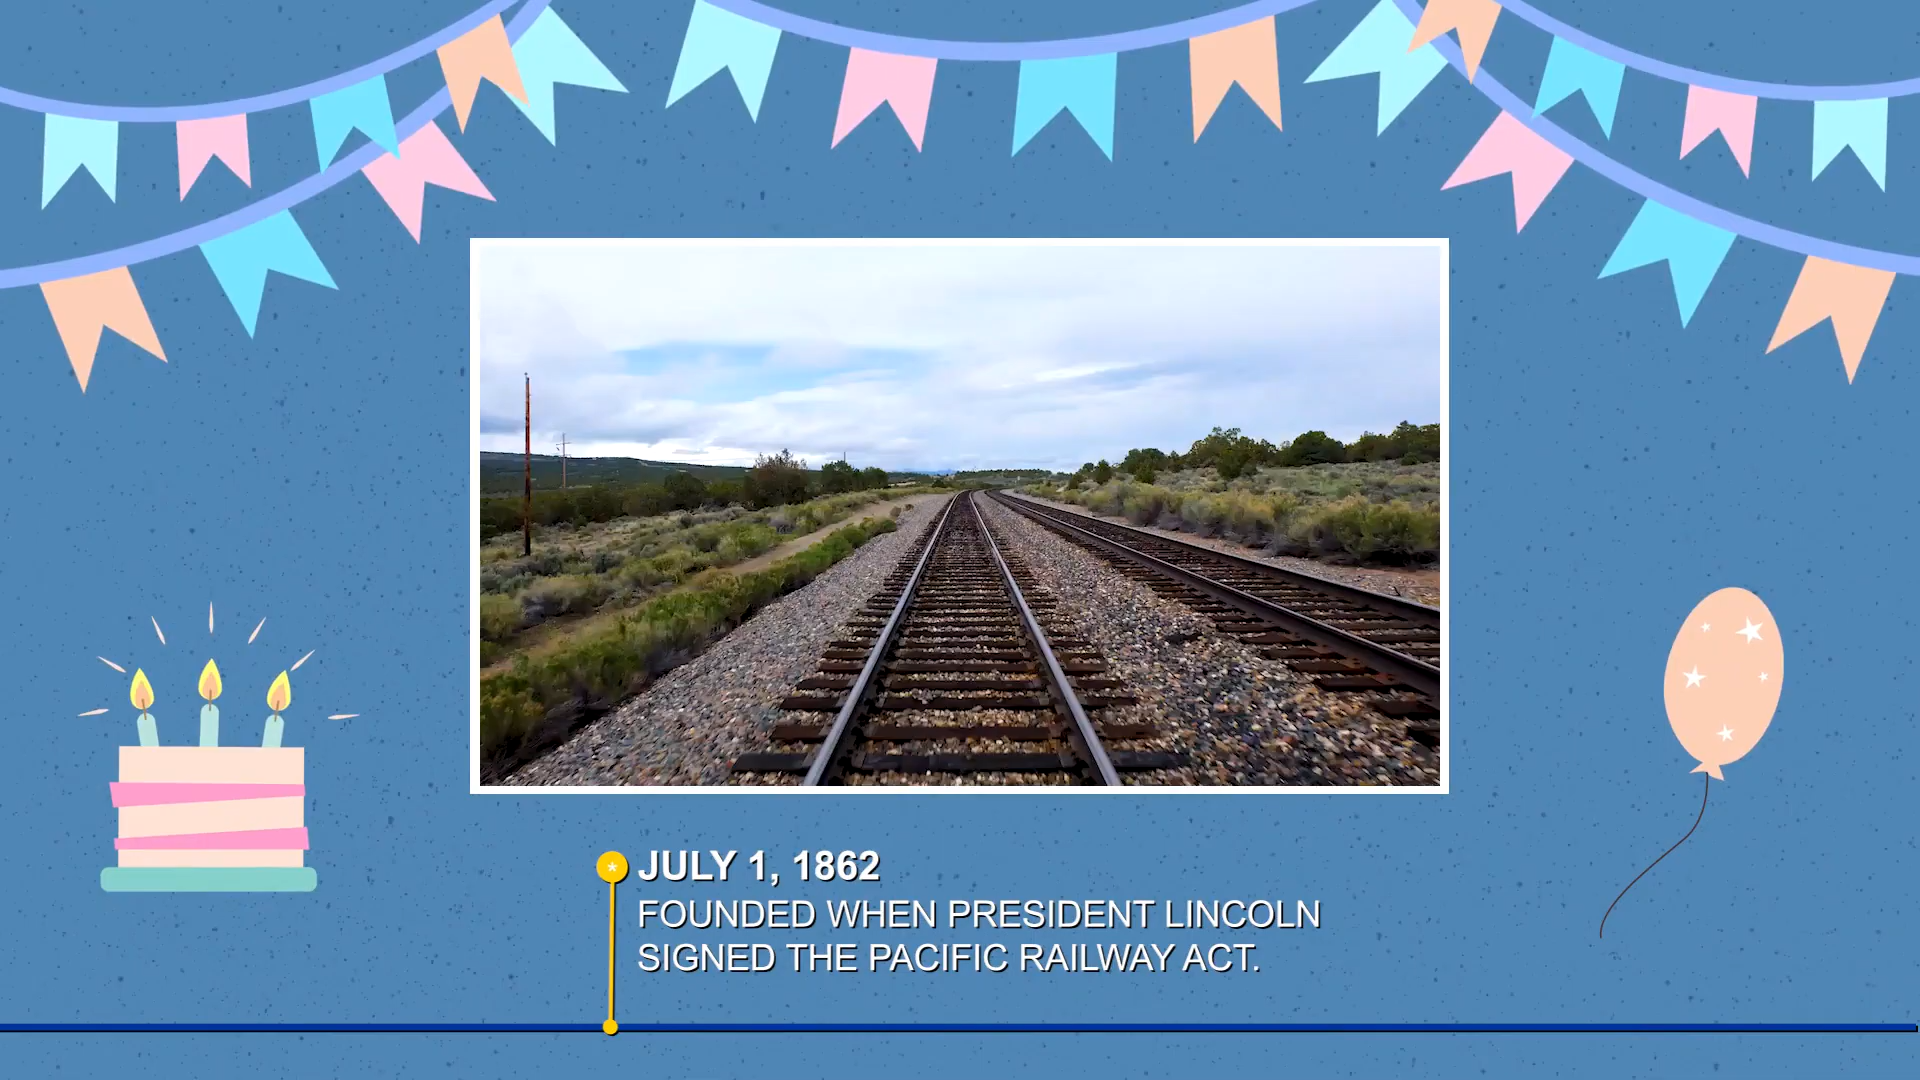 JULY 1, 1862
FOUNDED WHEN PRESIDENT LINCOLN
SIGNED THE PACIFIC RAILWAY ACT.